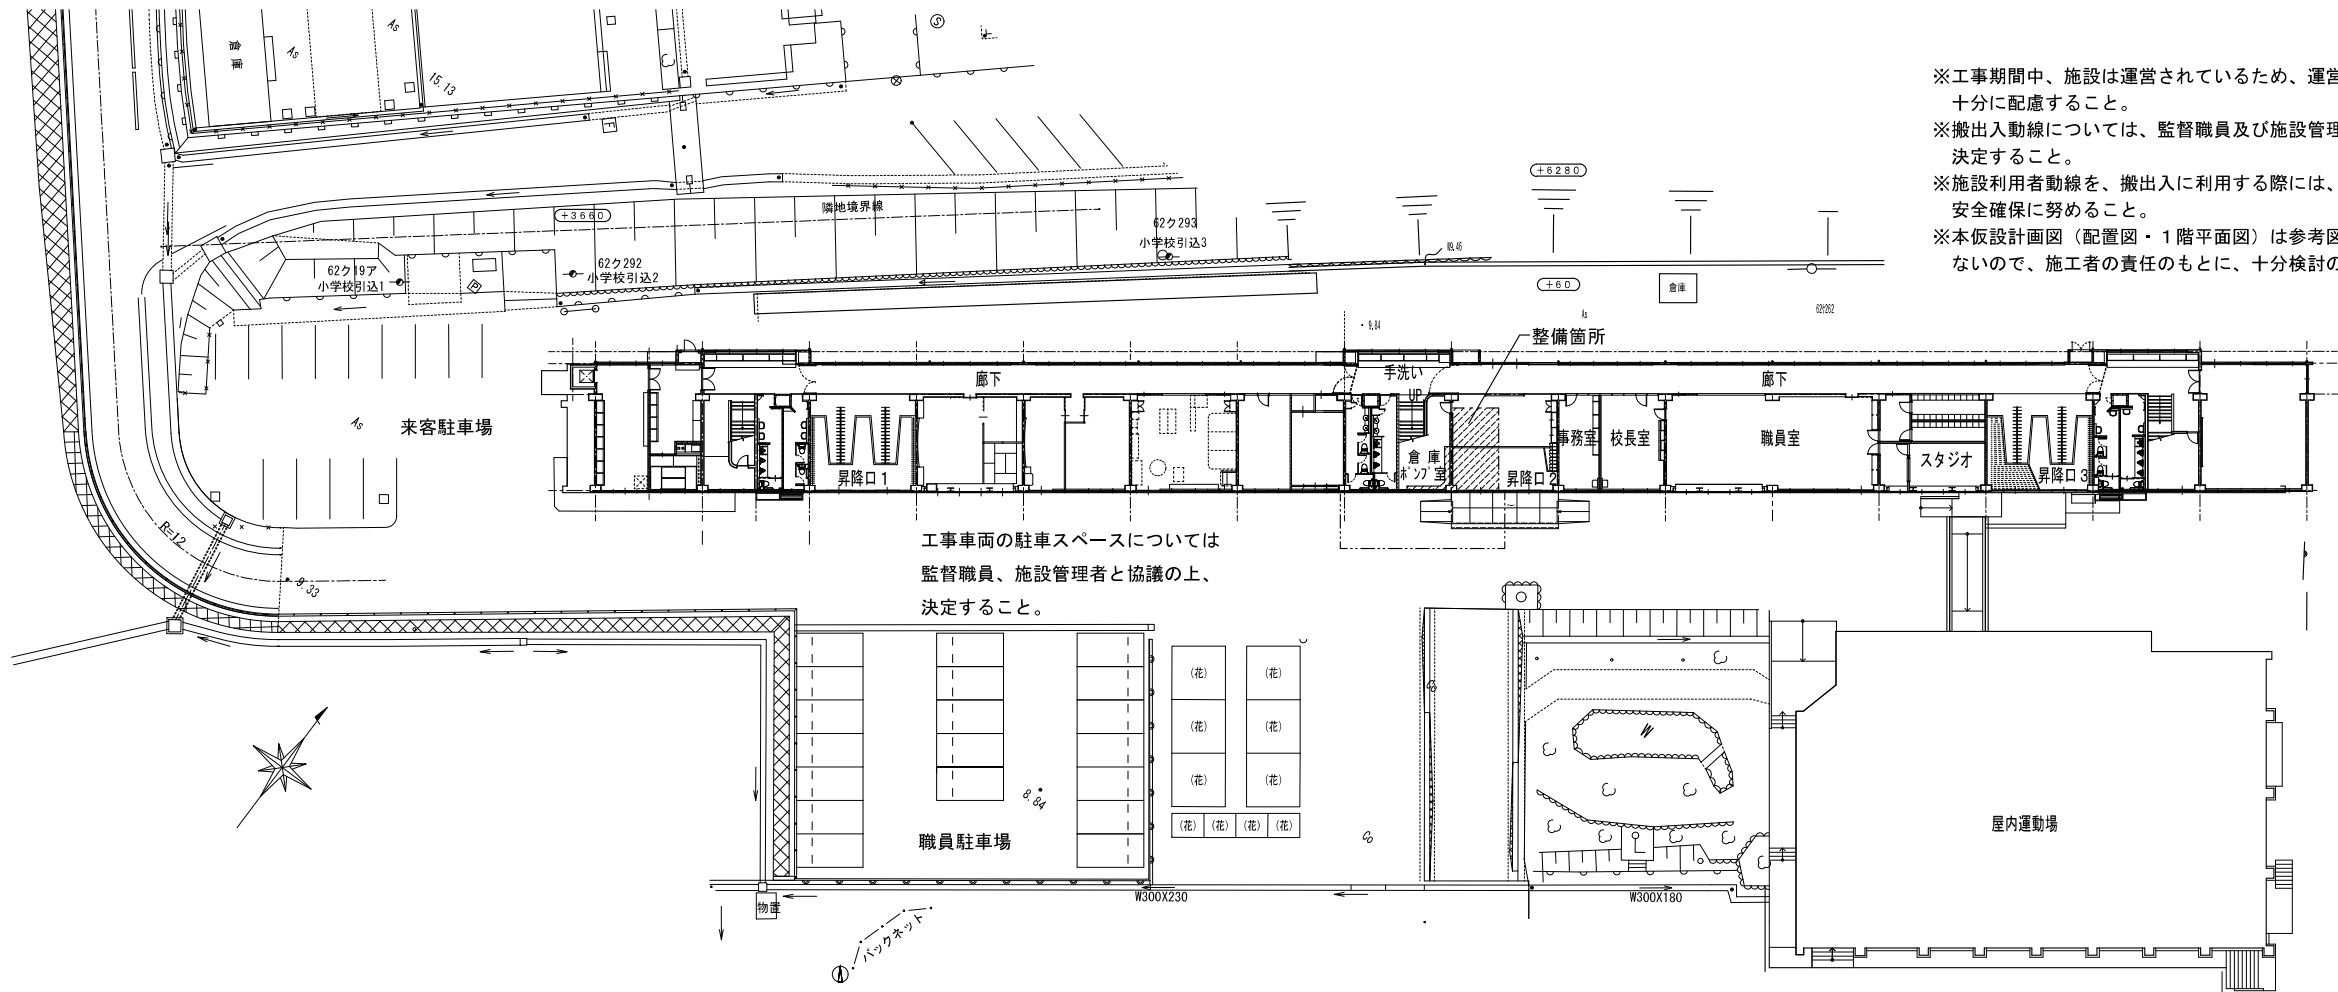 ※工事期間中、施設は運営されているため、運営
十分に配慮すること。
※搬出入動線については、監督職員及び施設管理
決定すること。
※施設利用者動線を、搬出入に利用する際には、
安全確保に努めること。
※本仮設計画図（配置図・１階平面図）は参考図
ないので、施工者の責任のもとに、十分検討の
倉庫
As
As
15.13
S
F
+6280
+3660
隣地境界線
62ク293
小学校引込3
62ク19ア
小学校引込1
62ク292
小学校引込2
P
+60
倉庫
As
9.84
整備箇所
廊下
手洗い
UP
廊下
来客駐車場
As
昇降口1
倉庫
ポンプ室
昇降口2
事務室
校長室
職員室
スタジオ
昇降口3
R=12
9.33
工事車両の駐車スペースについては
監督職員、施設管理者と協議の上、
決定すること。
(花)
(花)
(花)
(花)
(花)
(花)
(花)
(花)
(花)
(花)
8.84
職員駐車場
Co
Co
W
屋内運動場
物置
W300X230
W300X180
バックネット